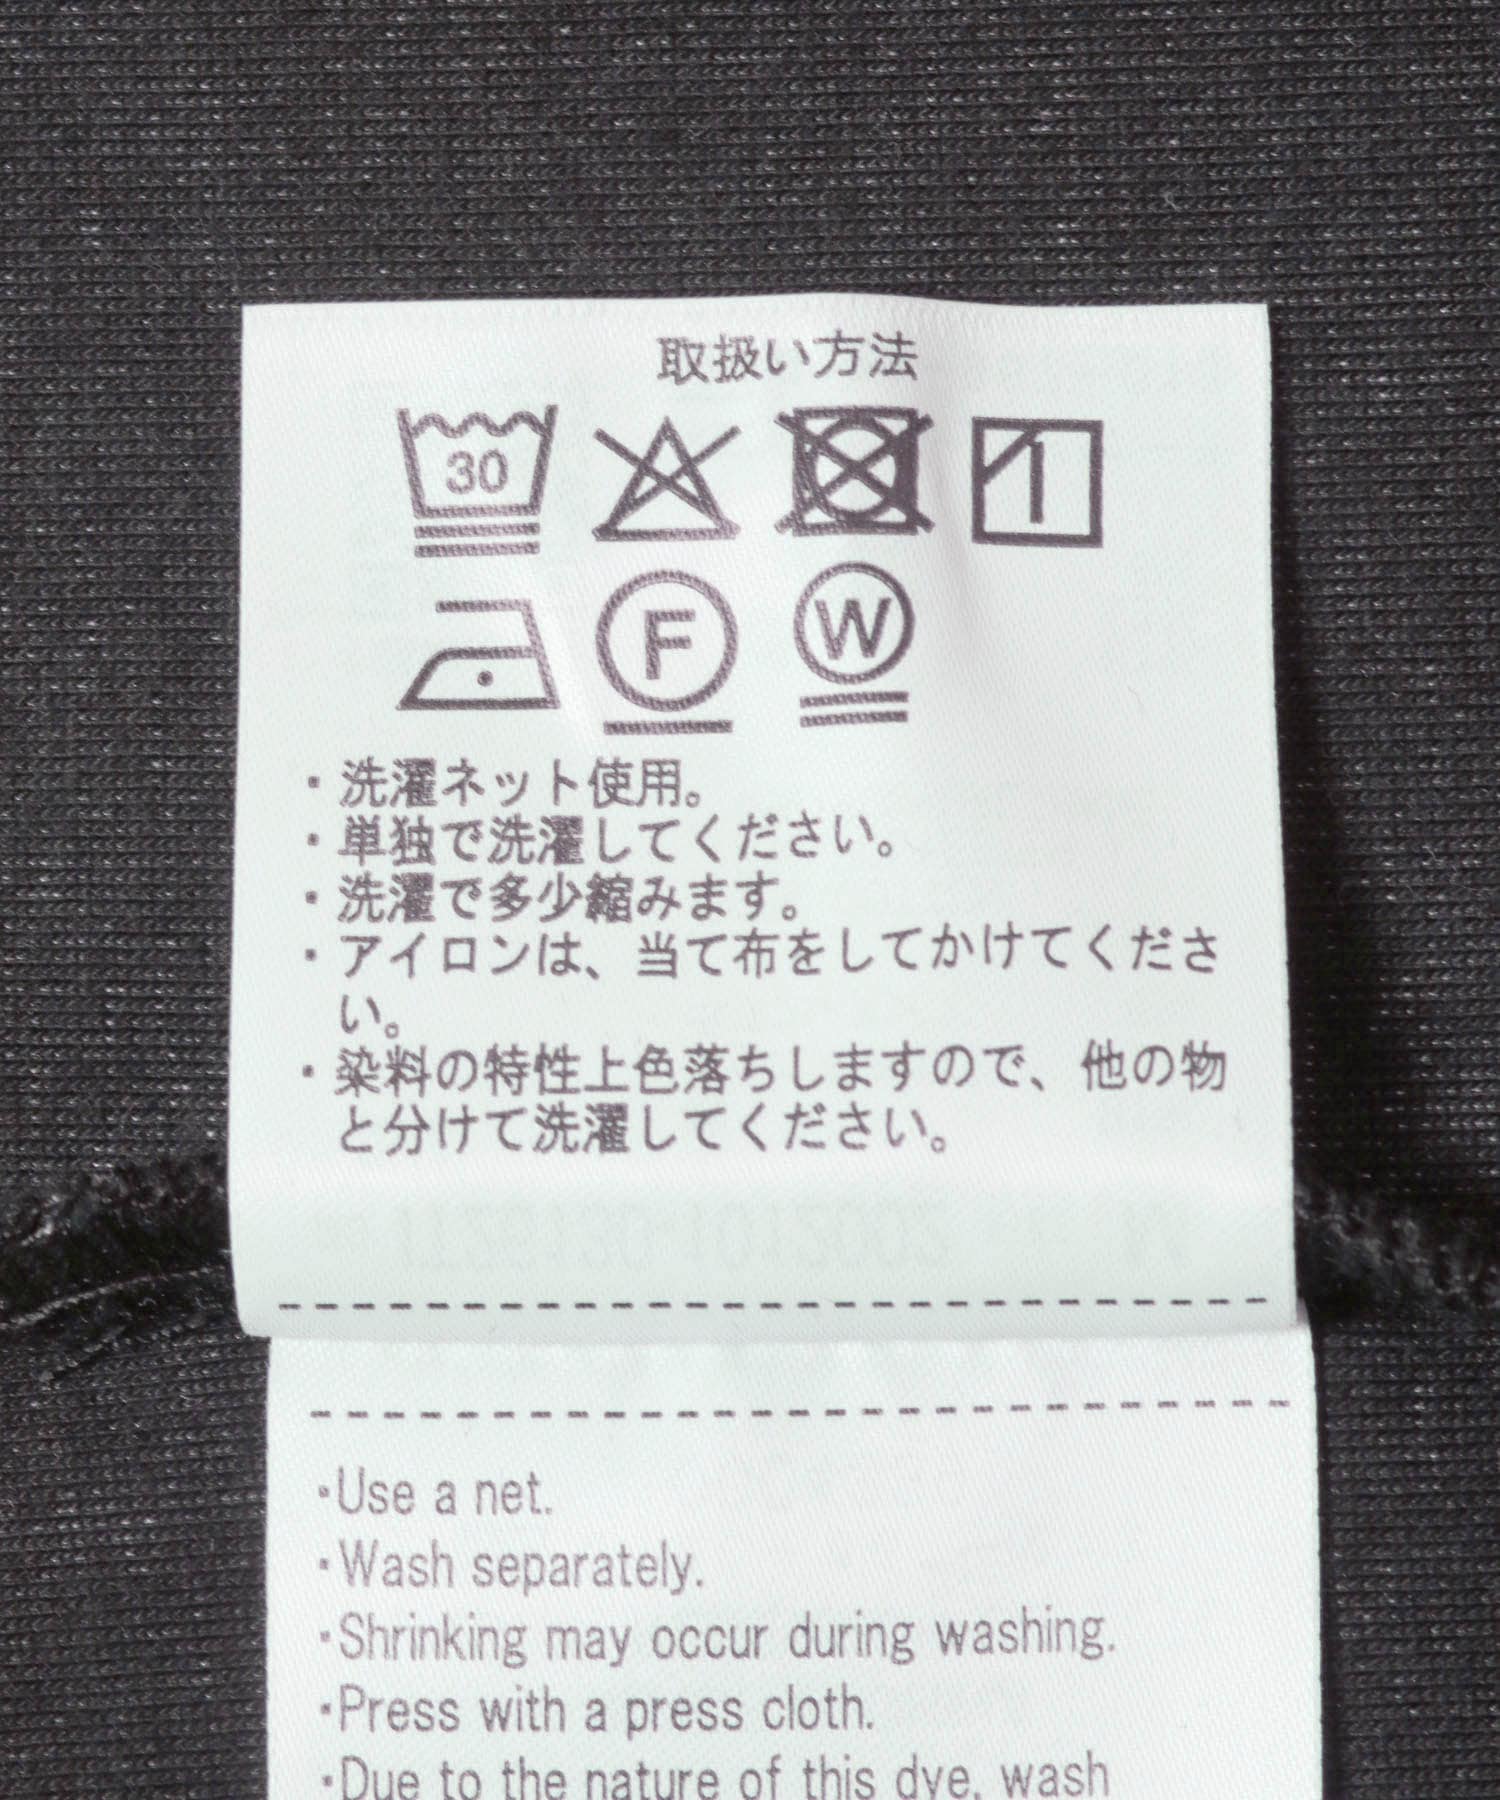 取扱い方法
30
F W
・洗濯ネット使用。
・単独で洗濯してください。
・洗濯で多少縮みます。
・アイロンは、当て布をしてかけてくださ
い。
・染料の特性上色落ちしますので、他の物
と分けて洗濯してください。
・Use a net.
・Wash separately.
・Shrinking may occur during washing.
・Press with a press cloth.
・Due to the nature of this dye, wash